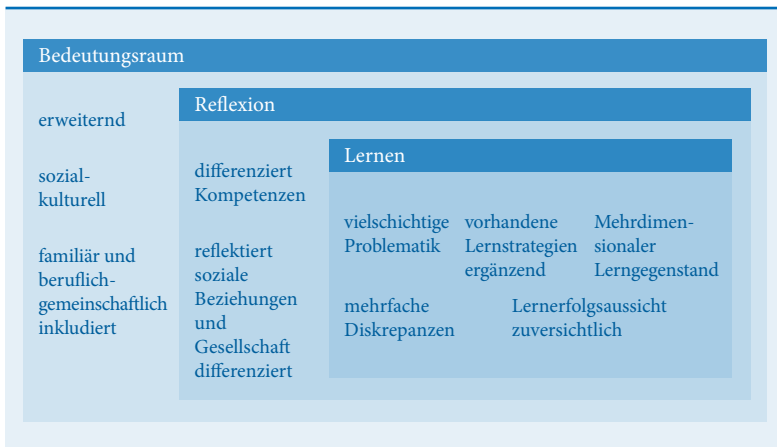 Bedeutungsraum
erweiternd
sozial-
kulturell
familiär und
beruflich-
gemeinschaftlich
inkludiert
Reflexion
differenziert
Kompetenzen
reflektiert
soziale
Beziehungen
und
Gesellschaft
differenziert
Lernen
vielschichtige
Problematik
vorhandene
Lernstrategien
ergänzend
Mehrdimen-
sionaler
Lerngegenstand
mehrfache
Diskrepanzen
Lernerfolgsaussicht
zuversichtlich